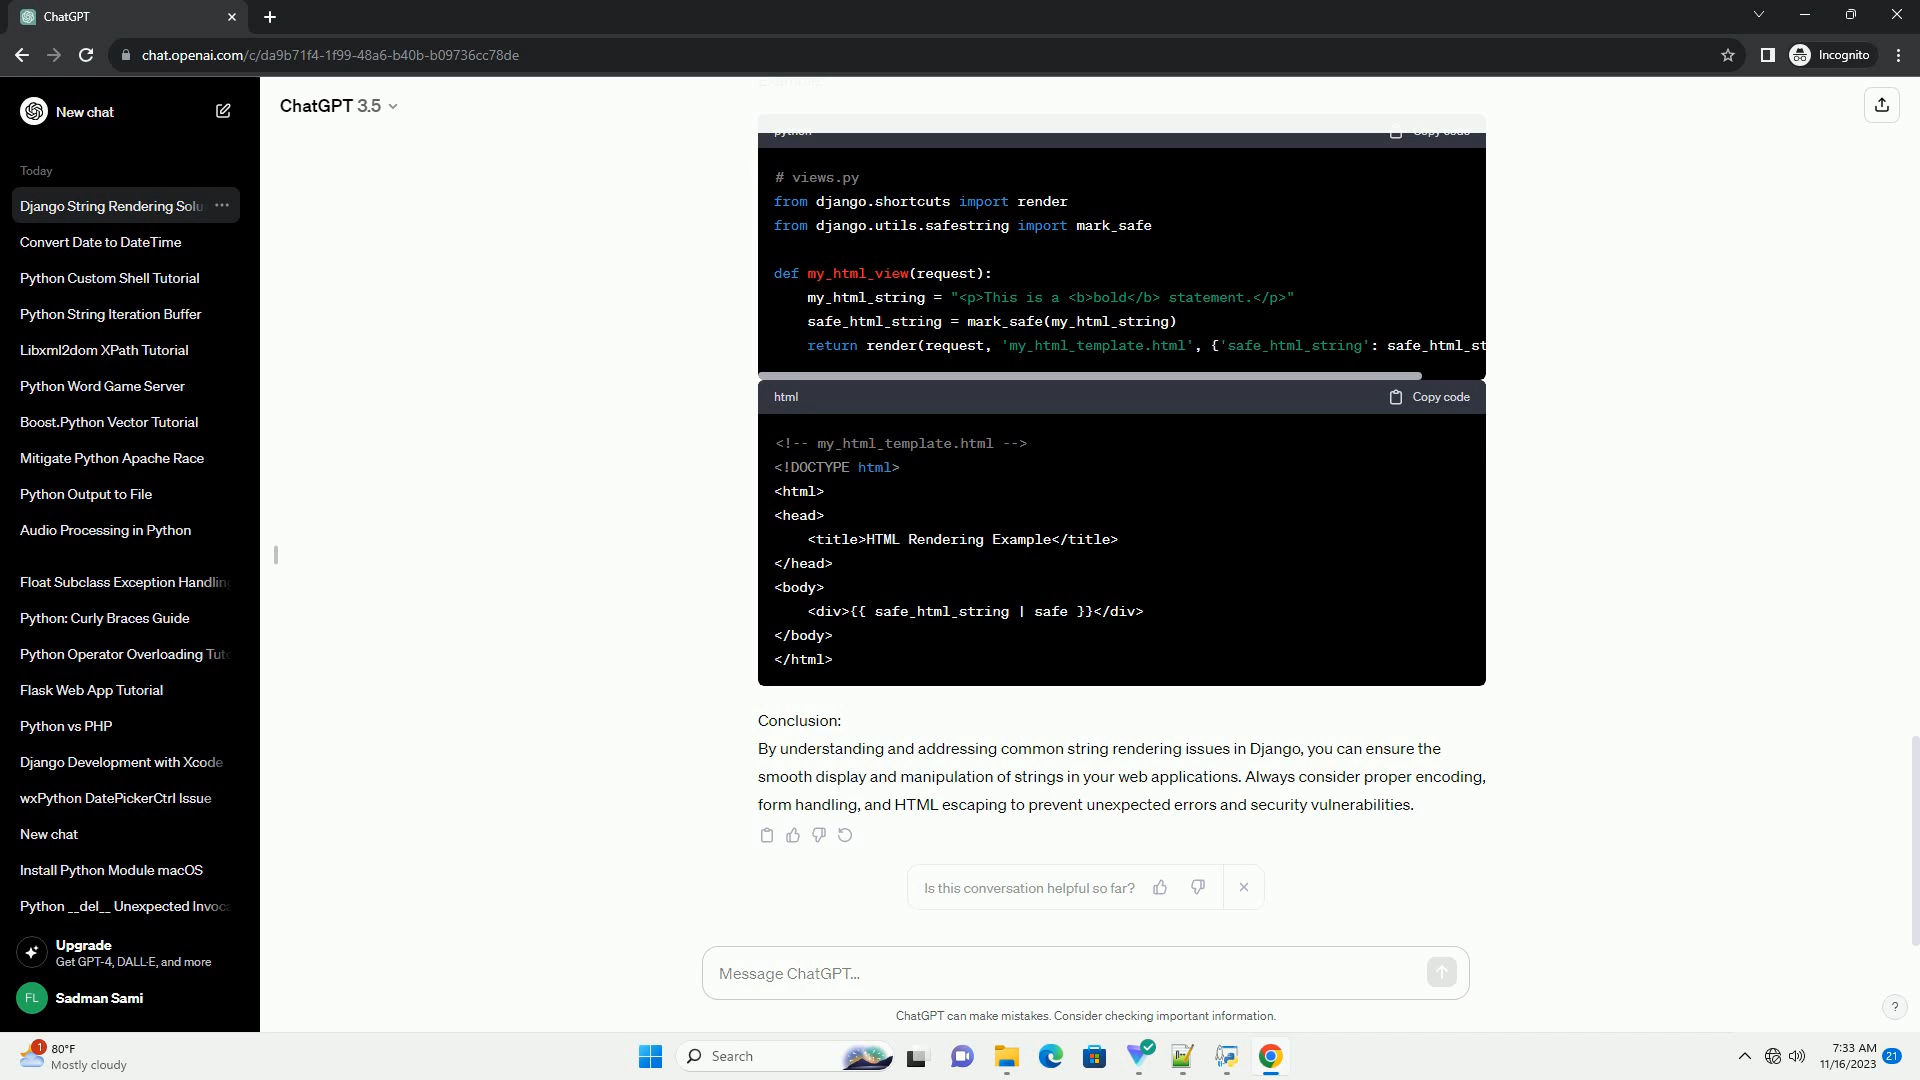 ChatGPT
chat.openai.com/c/da9b71f4-1f99-48a6-b40b-b09736cc78de
Incognito
New chat
Today
Django String Rendering Solu
Convert Date to DateTime
Python Custom Shell Tutorial
Python String Iteration Buffer
Libxml2dom XPath Tutorial
Python Word Game Server
Boost.Python Vector Tutorial
Mitigate Python Apache Race
Python Output to File
Audio Processing in Python
Float Subclass Exception Handling
Python: Curly Braces Guide
Python Operator Overloading Tuto
Flask Web App Tutorial
Python vs PHP
Django Development with Xcode
wxPython DatePickerCtrl Issue
New chat
Install Python Module macOS
Python __del__ Unexpected Invoca
Upgrade
Get GPT-4, DALL·E, and more
FL
Sadman Sami
ChatGPT 3.5
python
Copy code
# views.py
from django.shortcuts import render
from django.utils.safestring import mark_safe
def my_html_view(request):
my_html_string = "<p>This is a <b>bold</b> statement.</p>"
safe_html_string = mark_safe(my_html_string)
return render(request, 'my_html_template.html', {'safe_html_string': safe_html_st
html
Copy code
<!-- my_html_template.html -->
<!DOCTYPE html>
<html>
<head>
<title>HTML Rendering Example</title>
</head>
<body>
<div>{{ safe_html_string | safe }}</div>
</body>
</html>
Conclusion:
By understanding and addressing common string rendering issues in Django, you can ensure the
smooth display and manipulation of strings in your web applications. Always consider proper encoding,
form handling, and HTML escaping to prevent unexpected errors and security vulnerabilities.
Is this conversation helpful so far?
Message ChatGPT...
ChatGPT can make mistakes. Consider checking important information.
?
1
80°F
Mostly cloudy
Search
7:33 AM
11/16/2023
21